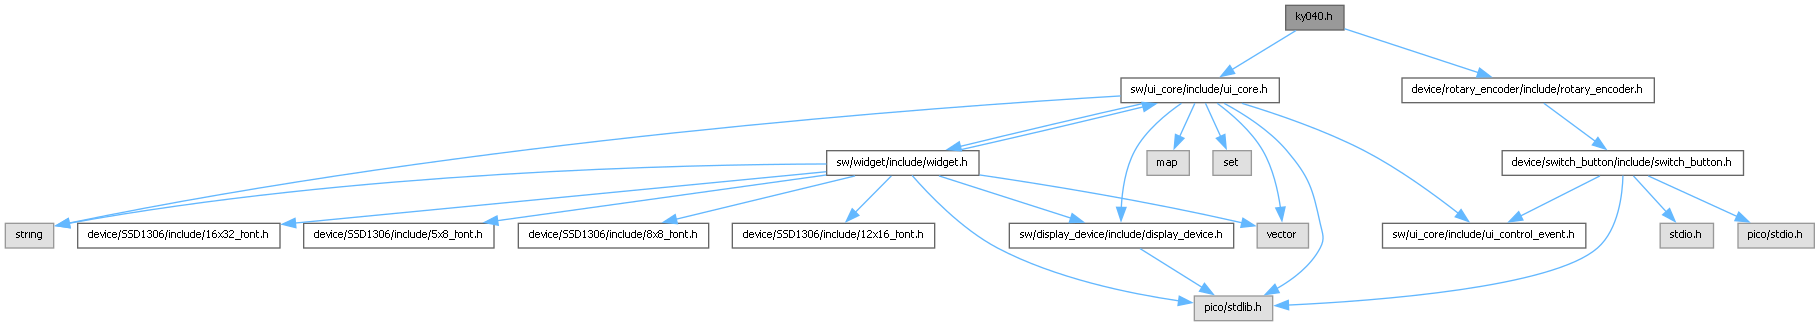 ky040.h
sw/ui_core/include/ui_core.h
device/rotary_encoder/include/rotary_encoder.h
sw/widget/include/widget.h
map
set
device/switch_button/include/switch_button.h
string
device/SSD1306/include/16x32_font.h
device/SSD1306/include/5x8_font.h
device/SSD1306/include/8x8_font.h
device/SSD1306/include/12x16_font.h
sw/display_device/include/display_device.h
vector
sw/ui_core/include/ui_control_event.h
stdio.h
pico/stdio.h
pico/stdlib.h